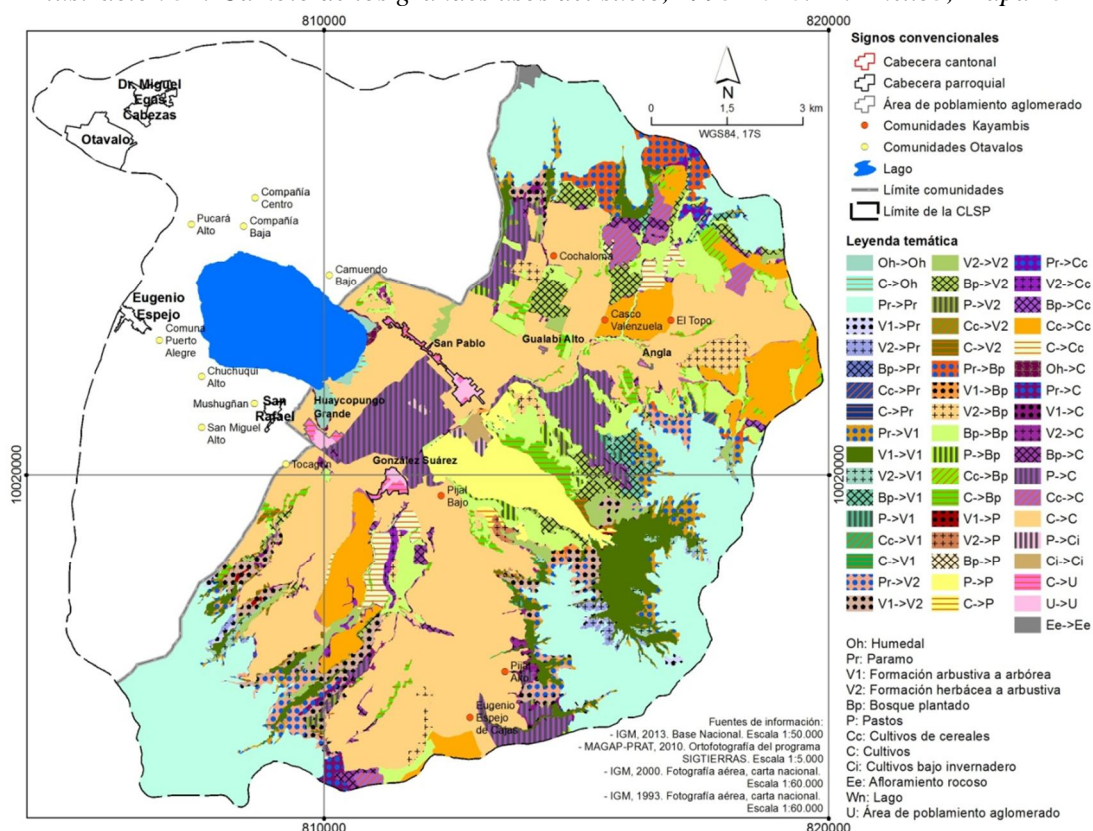 810000
820000
Dr. Miguel
Egas
Cabezas
Otavalo
N
0 1,5 3 km
WGS84, 17S
Compañía
Centro
Pucará
Alto
Compañía
Baja
Camuendo
Bajo
Cochaloma
Eugenio
Espejo
Comuna
Puerto
Alegre
Casco
Valenzuela
El Topo
San Pablo
Gualabí Alto
Angla
Chuchuqui
Alto
Mushugñan
San
Rafael
Huaycopungo
Grande
San Miguel
Alto
Tocagón
González Suárez
Pijal
Bajo
Pijal
Alto
Eugenio
Espejo
de Cajas
10020000
10020000
Fuentes de información:
- IGM, 2013. Base Nacional. Escala 1:50.000
- MAGAP-PRAT, 2010. Ortofotografía del programa
SIGTIERRAS. Escala 1:5.000
- IGM, 2000. Fotografía aérea, carta nacional.
Escala 1:60.000
- IGM, 1993. Fotografía aérea, carta nacional.
Escala 1:60.000
810000
820000
Signos convencionales
Cabecera cantonal
Cabecera parroquial
Área de poblamiento aglomerado
Comunidades Kayambis
Comunidades Otavalos
Lago
Límite comunidades
Límite de la CLSP
Leyenda temática
Oh->Oh V2->V2 Pr->Cc
C->Oh Bp->V2 V2->Cc
Pr->Pr P->V2 Bp->Cc
V1->Pr Cc->V2 Cc->Cc
V2->Pr C->V2 C->Cc
Bp->Pr Pr->Bp Oh->C
Cc->Pr V1->Bp Pr->C
C->Pr V2->Bp V1->C
Pr->V1 Bp->Bp V2->C
V1->V1 P->Bp Bp->C
V2->V1 Cc->Bp P->C
Bp->V1 C->Bp Cc->C
P->V1 V1->P C->C
Cc->V1 V2->P P->Ci
C->V1 Bp->P Ci->Ci
Pr->V2 P->P C->U
V1->V2 C->P U->U
Ee->Ee
Oh: Humedal
Pr: Paramo
V1: Formación arbustiva a arbórea
V2: Formación herbácea a arbustiva
Bp: Bosque plantado
P: Pastos
Cc: Cultivos de cereales
C: Cultivos
Ci: Cultivos bajo invernadero
Ee: Afloramiento rocoso
Wn: Lago
U: Área de poblamiento aglomerado